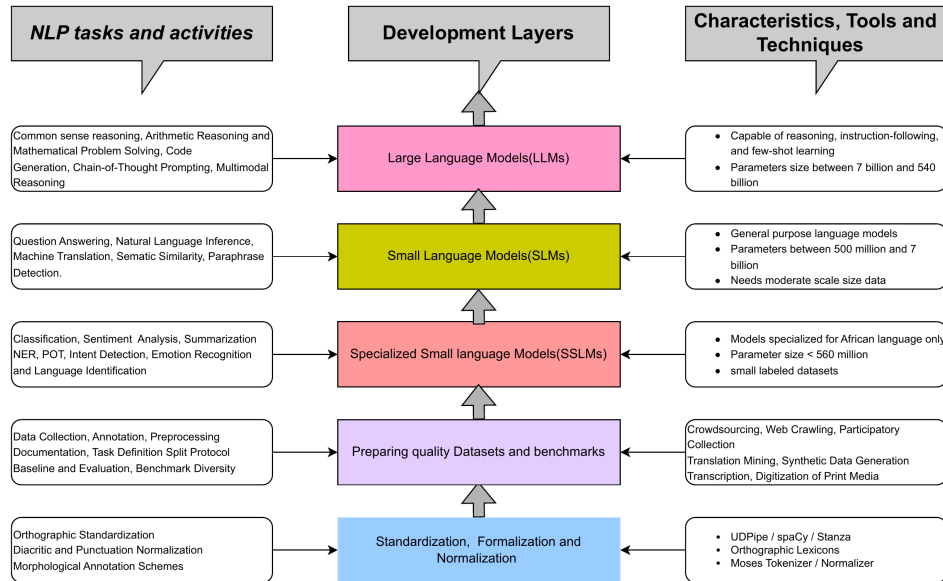 NLP tasks and activities
Development Layers
Characteristics, Tools and
Techniques
Common sense reasoning, Arithmetic Reasoning and
Mathematical Problem Solving, Code
Generation, Chain-of-Thought Prompting, Multimodal
Reasoning
Large Language Models(LLMs)
• Capable of reasoning, instruction-following,
and few-shot learning
• Parameters size between 7 billion and 540
billion
Question Answering, Natural Language Inference,
Machine Translation, Sematic Similarity, Paraphrase
Detection.
Small Language Models(SLMs)
• General purpose language models
• Parameters between 500 million and 7
billion
• Needs moderate scale size data
Classification, Sentiment Analysis, Summarization
NER, POT, Intent Detection, Emotion Recognition
and Language Identification
Specialized Small language Models(SSLMs)
• Models specialized for African language only
• Parameter size < 560 million
• small labeled datasets
Data Collection, Annotation, Preprocessing
Documentation, Task Definition Split Protocol
Baseline and Evaluation, Benchmark Diversity
Preparing quality Datasets and benchmarks
Crowdsourcing, Web Crawling, Participatory
Collection
Translation Mining, Synthetic Data Generation
Transcription, Digitization of Print Media
Orthographic Standardization
Diacritic and Punctuation Normalization
Morphological Annotation Schemes
Standardization, Formalization and
Normalization
• UDPipe / spaCy / Stanza
• Orthographic Lexicons
• Moses Tokenizer / Normalizer